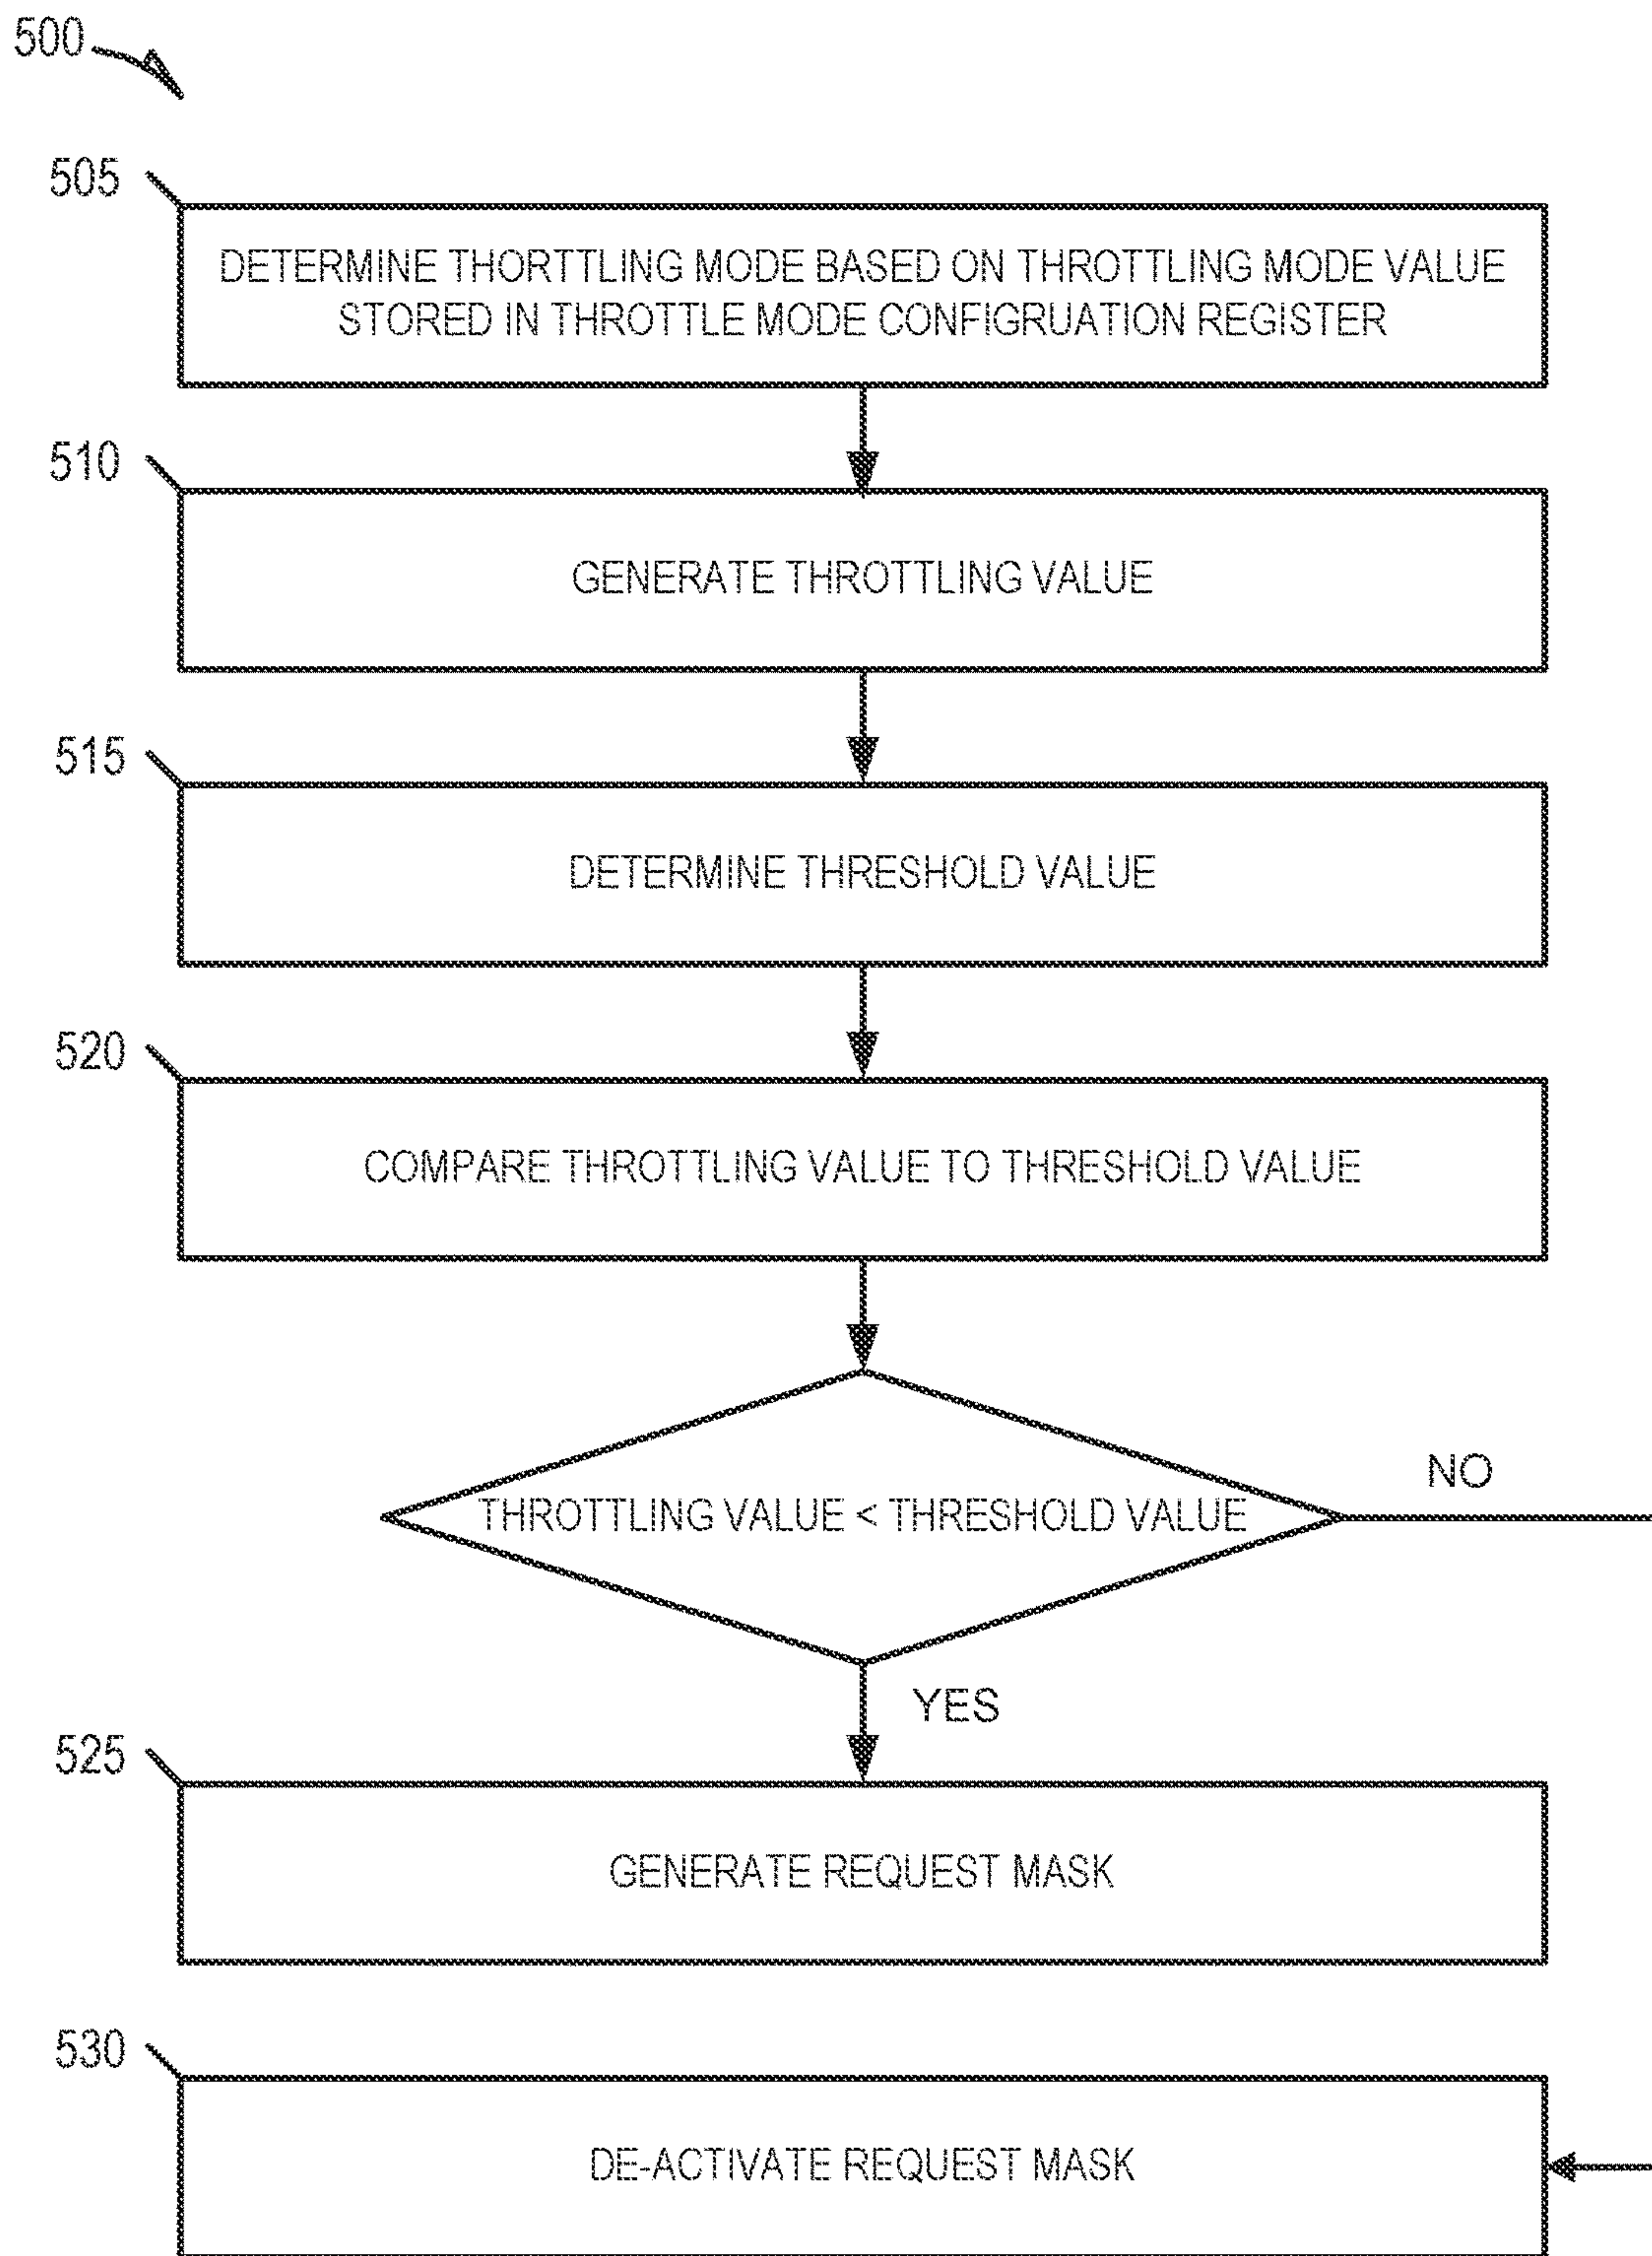 500
505
DETERMINE THORTTLING MODE BASED ON THROTTLING MODE VALUE
STORED IN THROTTLE MODE CONFIGRUATION REGISTER
510
GENERATE THROTTLING VALUE
515
DETERMINE THRESHOLD VALUE
520
COMPARE THROTTLING VALUE TO THRESHOLD VALUE
THROTTLING VALUE < THRESHOLD VALUE
NO
YES
525
GENERATE REQUEST MASK
530
DE-ACTIVATE REQUEST MASK